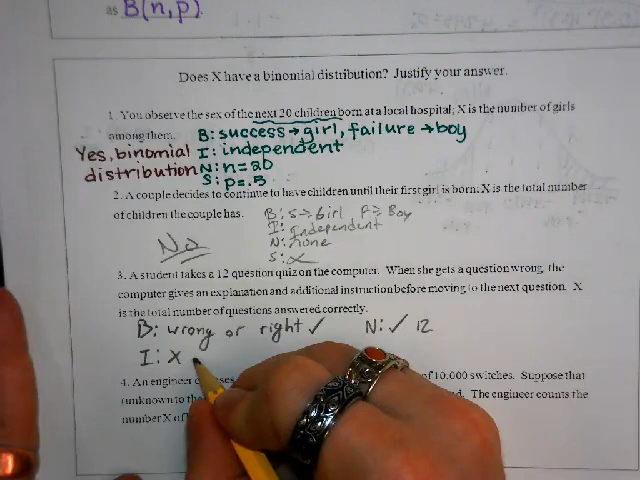 as B(n,p)
Does X have a binomial distribution? Justify your answer.
1. You observe the sex of the next 20 children born at a local hospital; X is the number of girls
among them. B: success → girl, failure → boy
Yes, binomial I: independent
distribution N: n=20
S: p=.5
2. A couple decides to continue to have children until their first girl is born; X is the total number
of children the couple has. B: S → Girl F → Boy
I: Independent
No N: none
S: X
3. A student takes a 12 question quiz on the computer. When she gets a question wrong, the
computer gives an explanation and additional instruction before moving to the next question. X
is the total number of questions answered correctly.
B: wrong or right ✓ N: ✓ 12
I: X
4. An engineer of 10,000 switches. Suppose that
(unknown to the The engineer counts the
number X of